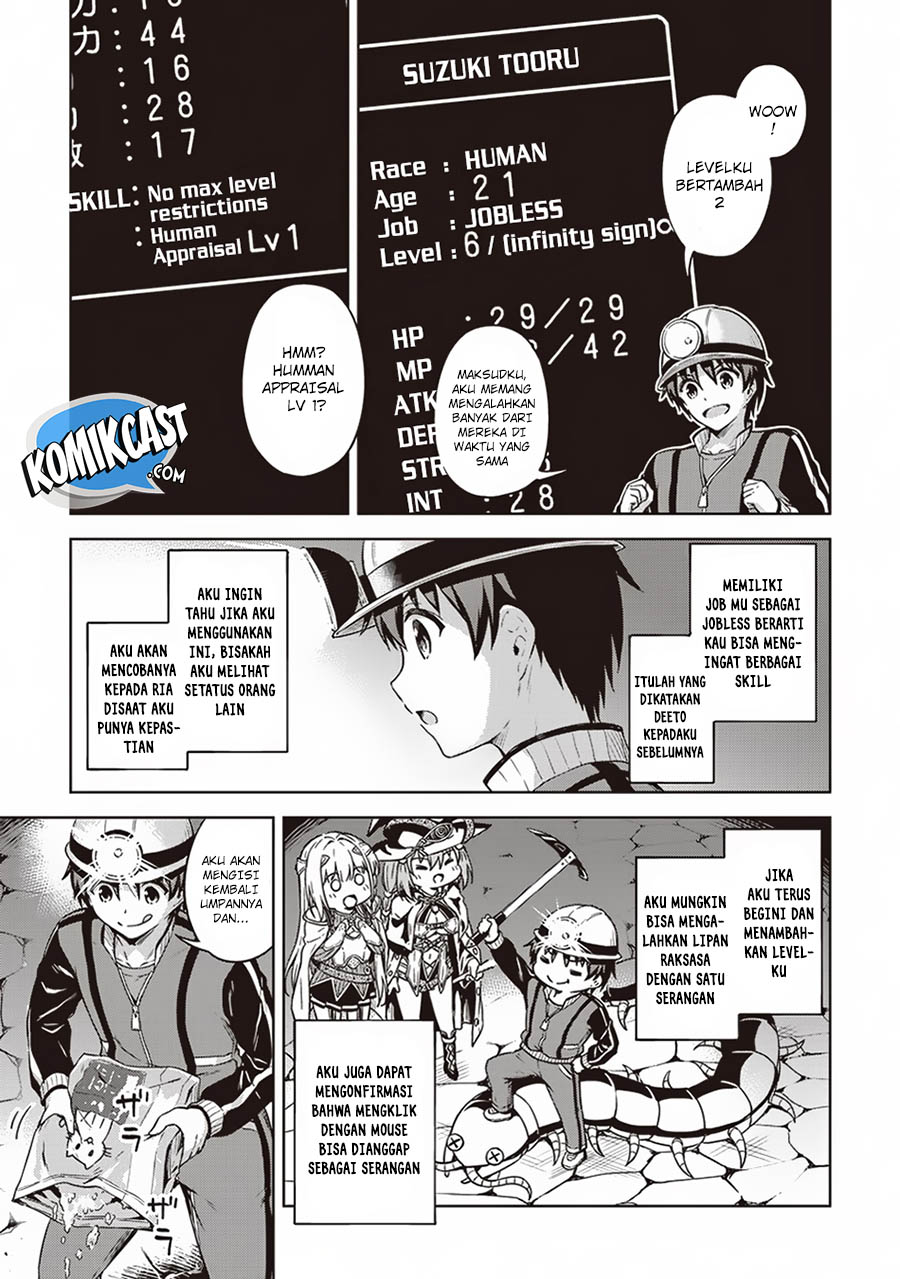 WOOW
!
LEVELKU
BERTAMBAH
2
SUZUKI TOORU
Race : HUMAN
Age : 21
Job : JOBLESS
Level : 6 / (infinity sign)
HP : 29/29
MP /42
ATK
DEF
STR
INT : 28
MAKSUDKU,
AKU MEMANG
MENGALAHKAN
BANYAK DARI
MEREKA DI
WAKTU YANG
SAMA
力 : 44
: 16
: 28
数 : 17
SKILL: No max level
restrictions
: Human
Appraisal Lv 1
HMM?
HUMMAN
APPRAISAL
LV 1?
KOMIKCAST
.COM
MEMILIKI
JOB MU SEBAGAI
JOBLESS BERARTI
KAU BISA MENG-
INGAT BERBAGAI
SKILL
ITULAH YANG
DIKATAKAN
DEETO
KEPADAKU
SEBELUMNYA
AKU INGIN
TAHU JIKA AKU
MENGGUNAKAN
INI, BISAKAH
AKU MELIHAT
SETATUS ORANG
LAIN
AKU AKAN
MENCOBANYA
KEPADA RIA
DISAAT AKU
PUNYA KEPAS-
TIAN
JIKA
AKU TERUS
BEGINI DAN
MENAMBAH-
KAN LEVEL-
KU
AKU MUNGKIN
BISA MENGA-
LAHKAN LIPAN
RAKSASA
DENGAN SATU
SERANGAN
AKU JUGA DAPAT
MENGONFIRMASI
BAHWA MENGKLIK
DENGAN MOUSE
BISA DIANGGAP
SEBAGAI SERANGAN
AKU AKAN
MENGISI
KEMBALI
UMPANNYA
DAN...
ザッ
ザッ